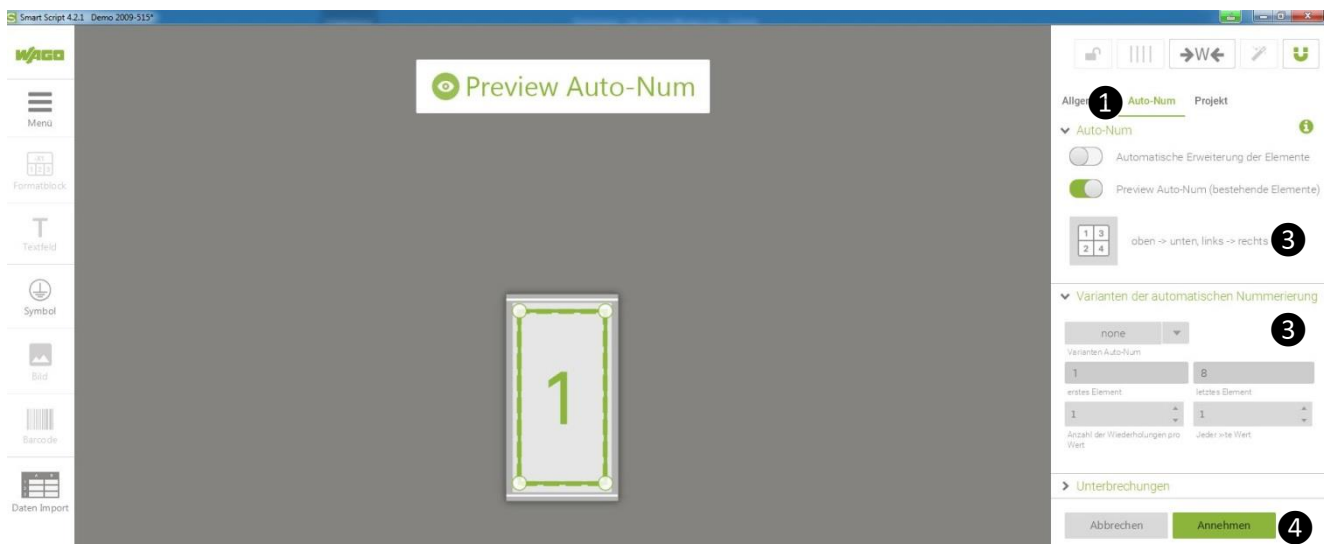 Smart Script 4.2.1 Demo 2009-515*
WAGO
Menü
Formatblock
Textfeld
Symbol
Bild
Barcode
Daten Import
Preview Auto-Num
1
→W←
1 Auto-Num Projekt
Auto-Num
Automatische Erweiterung der Elemente
Preview Auto-Num (bestehende Elemente)
1 3
2 4
oben -> unten, links -> rechts 3
Varianten der automatischen Nummerierung
none 3
Varianten Auto-Num
1 8
erstes Element letztes Element
1 1
Anzahl der Wiederholungen pro Jeder x-te Wert
Wert
Unterbrechungen
Abbrechen Annehmen 4